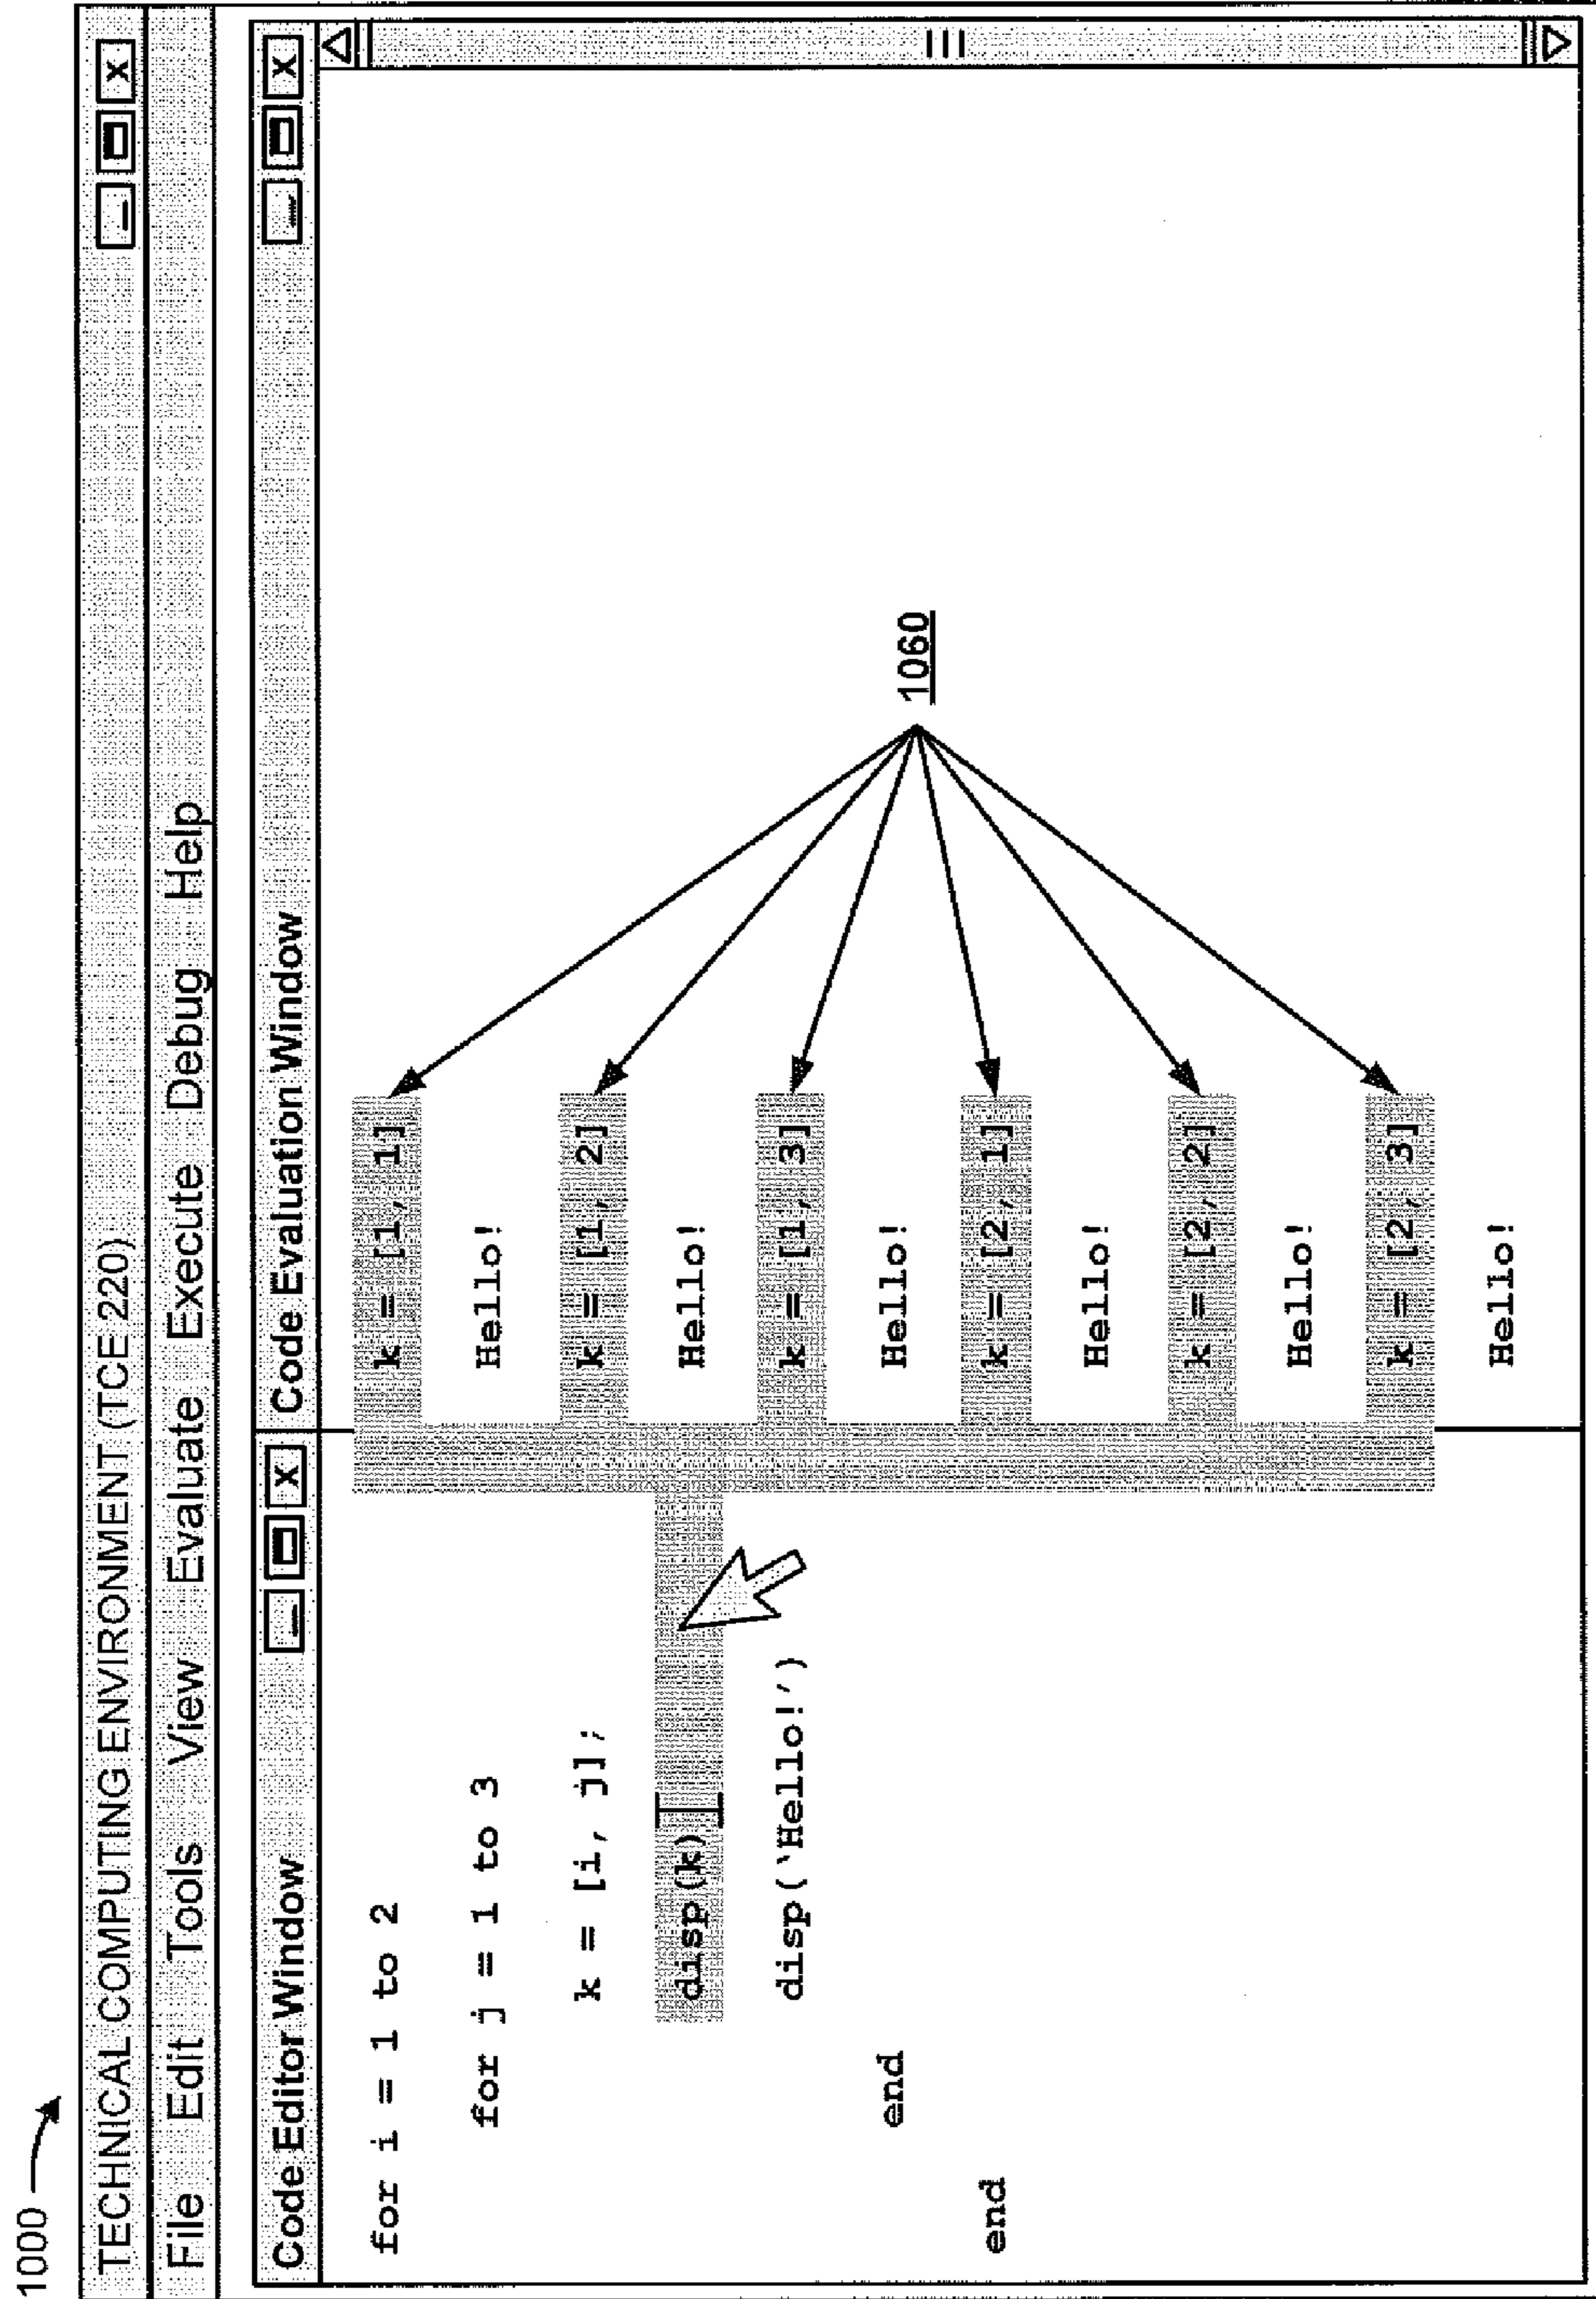 1000
TECHNICAL COMPUTING ENVIRONMENT (TCE 220)
File Edit Tools View Evaluate Execute Debug Help
Code Editor Window
for i = 1 to 2
for j = 1 to 3
k = [i, j];
disp(k)
disp(‵Hello!′)
end
end
Code Evaluation Window
k = [1, 1]
Hello!
k = [1, 2]
Hello!
k = [1, 3]
Hello!
k = [2, 1]
Hello!
k = [2, 2]
Hello!
k = [2, 3]
Hello!
1060